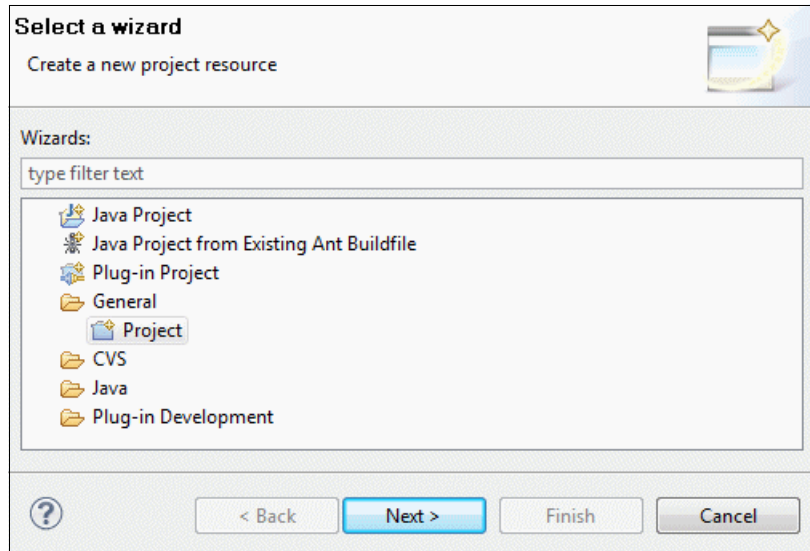 Select a wizard
Create a new project resource
Wizards:
type filter text
Java Project
Java Project from Existing Ant Buildfile
Plug-in Project
General
Project
CVS
Java
Plug-in Development
?
< Back
Next >
Finish
Cancel